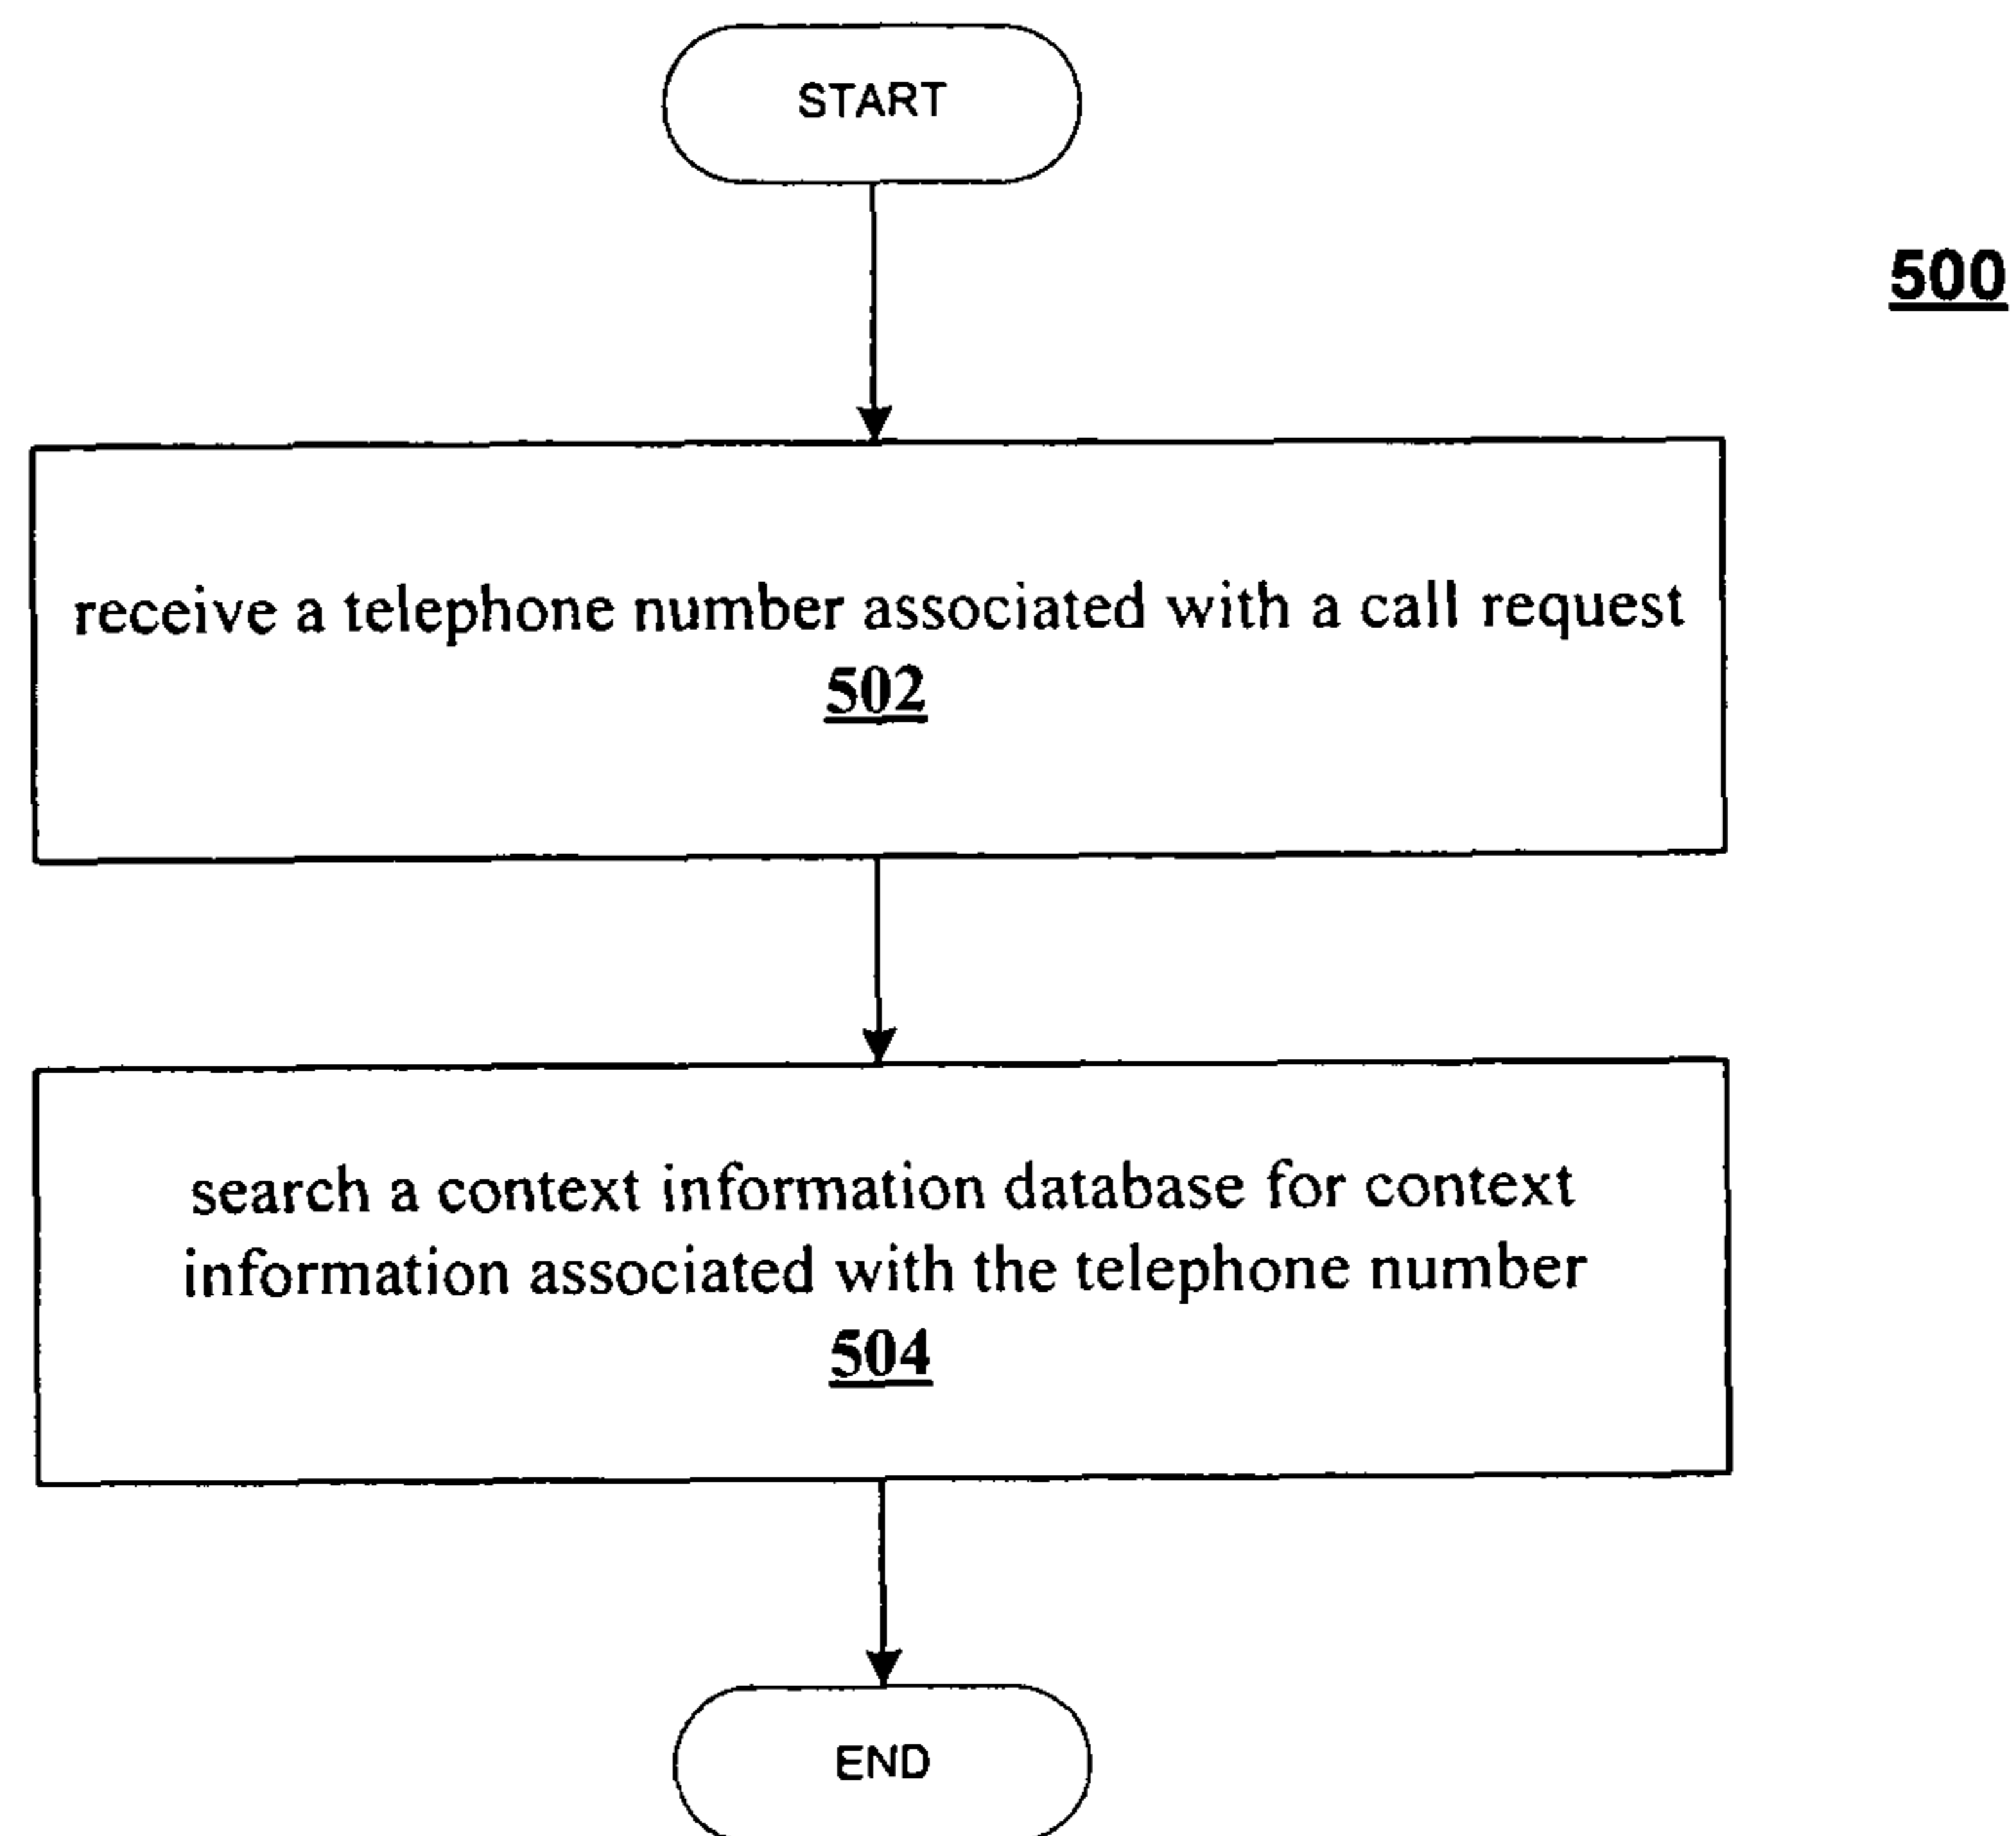 START
500
receive a telephone number associated with a call request
502
search a context information database for context
information associated with the telephone number
504
END